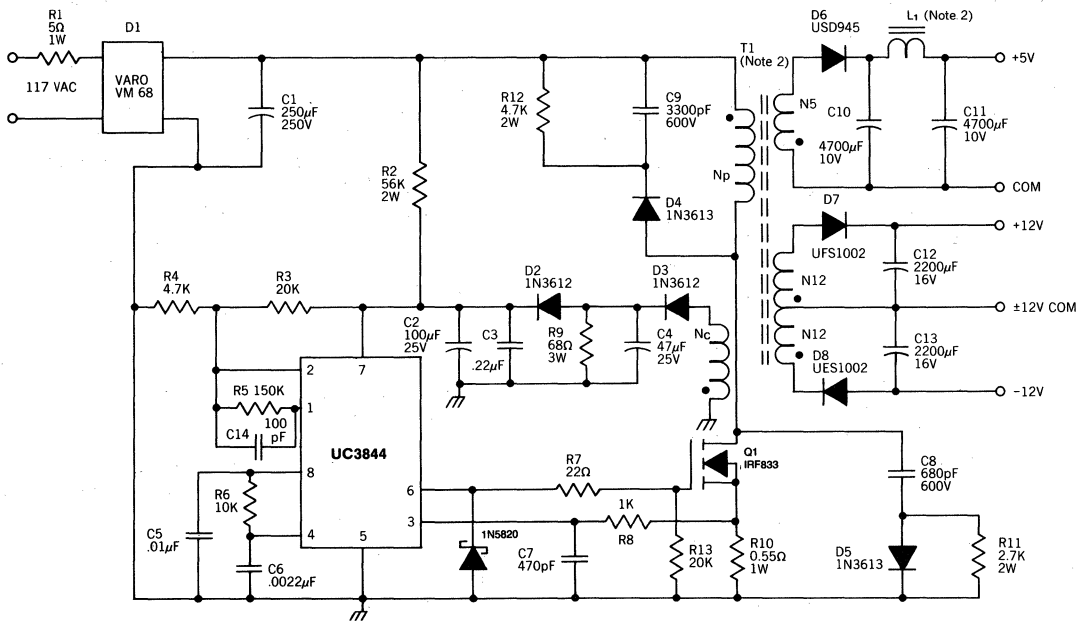 R1
5Ω
1W
D1
VARO
VM 68
117 VAC
C1
250μF
250V
R12
4.7K
2W
C9
3300pF
600V
R2
56K
2W
D4
1N3613
T1
(Note 2)
Np
D6
USD945
L1 (Note 2)
+5V
N5
C10
4700μF
10V
C11
4700μF
10V
COM
D7
UFS1002
+12V
N12
C12
2200μF
16V
±12V COM
N12
C13
2200μF
16V
D8
UES1002
−12V
R4
4.7K
R3
20K
D2
1N3612
D3
1N3612
C2
100μF
25V
C3
.22μF
R9
68Ω
3W
C4
47μF
25V
Nc
2
7
R5 150K
1
100
pF
C14
UC3844
8
R6
10K
4
5
6
3
C5
.01μF
C6
.0022μF
R7
22Ω
Q1
IRF833
1N5820
1K
R8
C7
470pF
R13
20K
R10
0.55Ω
1W
C8
680pF
600V
D5
1N3613
R11
2.7K
2W